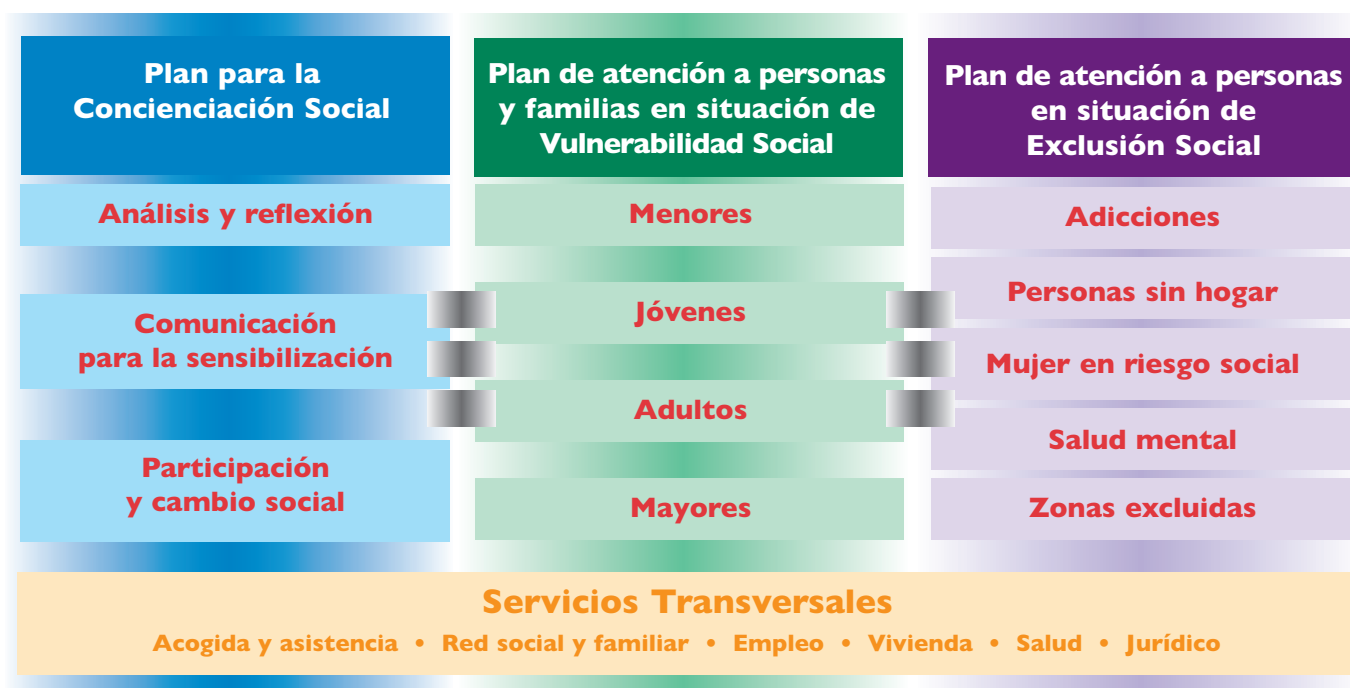 Plan para la
Concienciación Social
Análisis y reflexión
Comunicación
para la sensibilización
Participación
y cambio social
Plan de atención a personas
y familias en situación de
Vulnerabilidad Social
Menores
Jóvenes
Adultos
Mayores
Plan de atención a personas
en situación de
Exclusión Social
Adicciones
Personas sin hogar
Mujer en riesgo social
Salud mental
Zonas excluidas
Servicios Transversales
Acogida y asistencia • Red social y familiar • Empleo • Vivienda • Salud • Jurídico